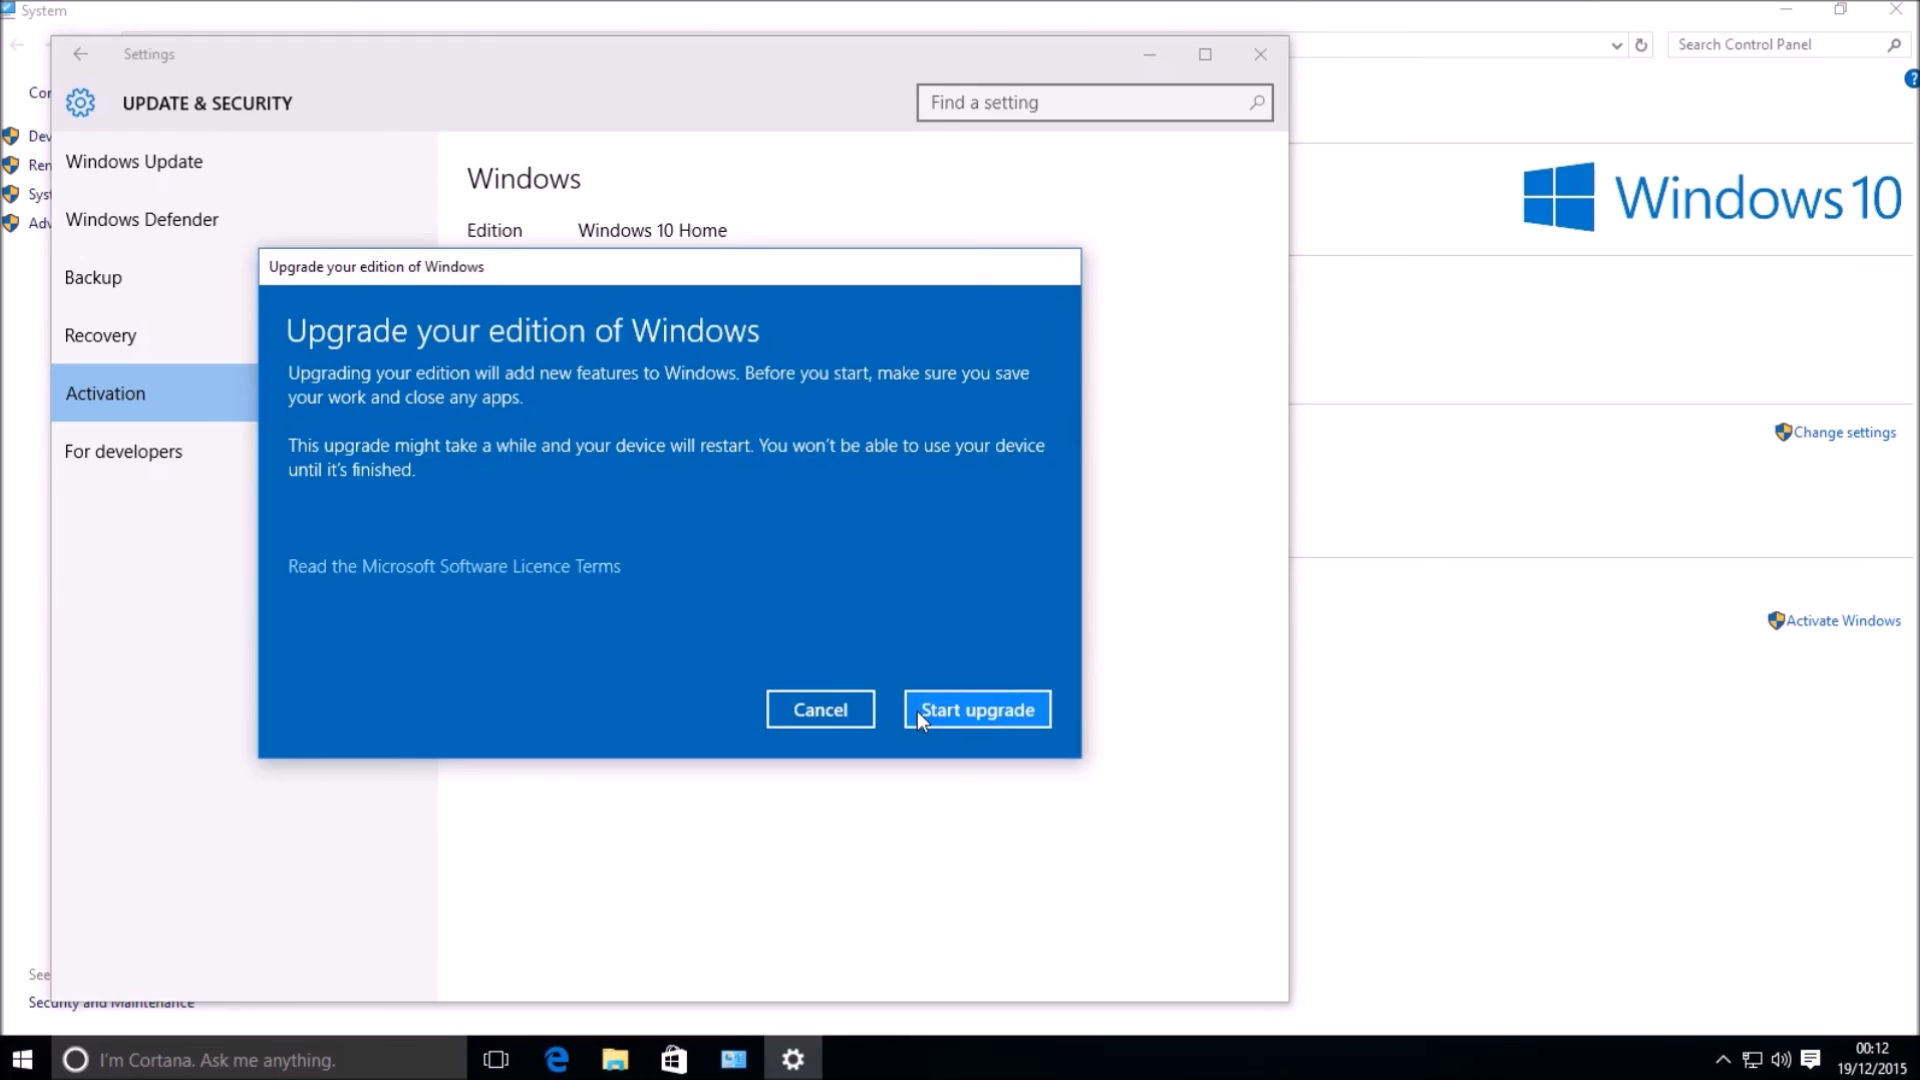 System
Settings
Search Control Panel
UPDATE & SECURITY
Find a setting
Windows Update
Windows Defender
Backup
Recovery
Activation
For developers
Windows
Edition Windows 10 Home
Windows 10
Upgrade your edition of Windows
Upgrade your edition of Windows
Upgrading your edition will add new features to Windows. Before you start, make sure you save
your work and close any apps.
This upgrade might take a while and your device will restart. You won't be able to use your device
until it's finished.
Read the Microsoft Software Licence Terms
Cancel
Start upgrade
Change settings
Activate Windows
See
Security and Maintenance
I'm Cortana. Ask me anything.
00:12
19/12/2015